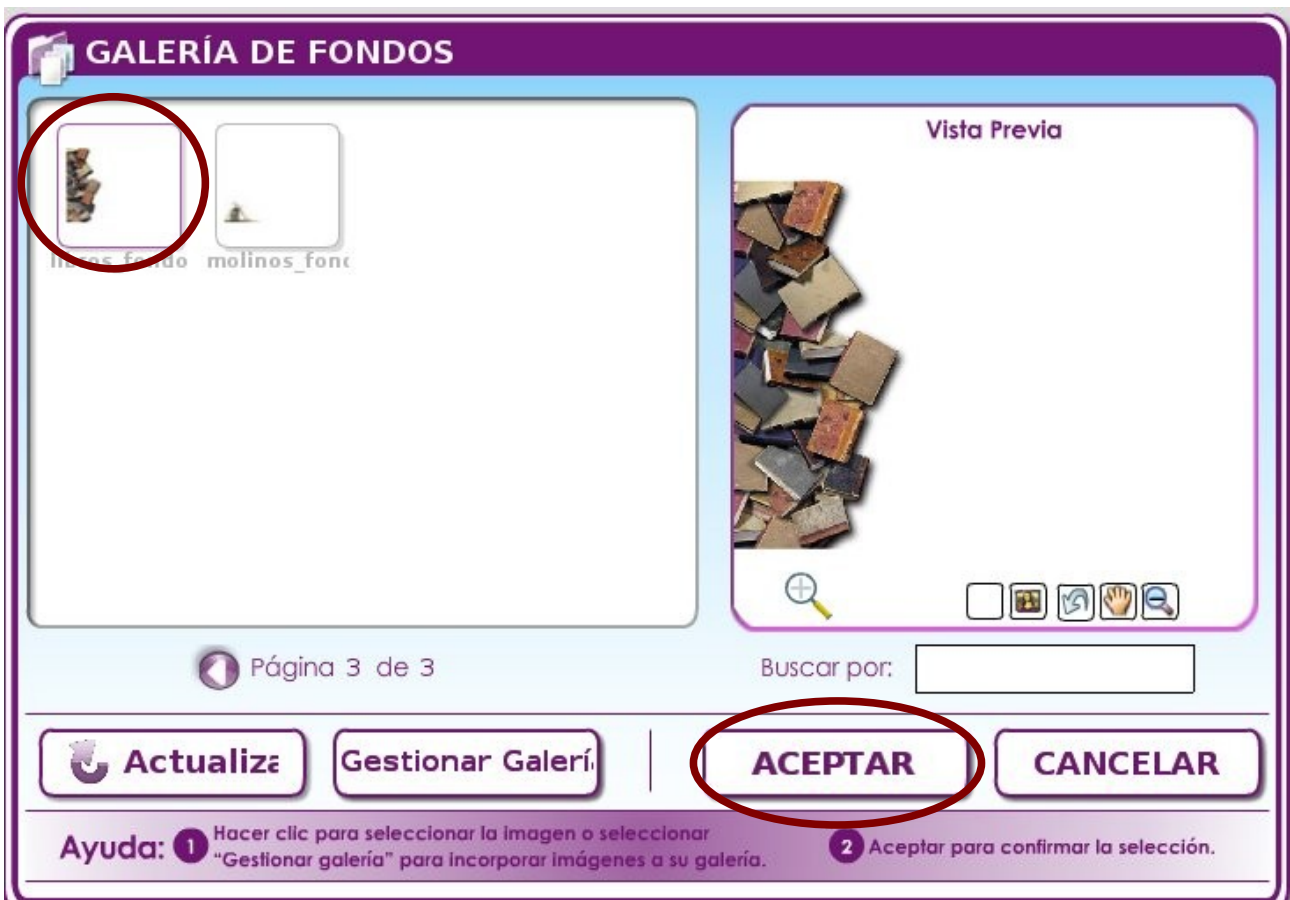 GALERÍA DE FONDOS
libros_fondo
molinos_fond
Vista Previa
Página 3 de 3
Buscar por:
Actualiza
Gestionar Galerí
ACEPTAR
CANCELAR
Ayuda:
1
Hacer clic para seleccionar la imagen o seleccionar
"Gestionar galería" para incorporar imágenes a su galería.
2
Aceptar para confirmar la selección.